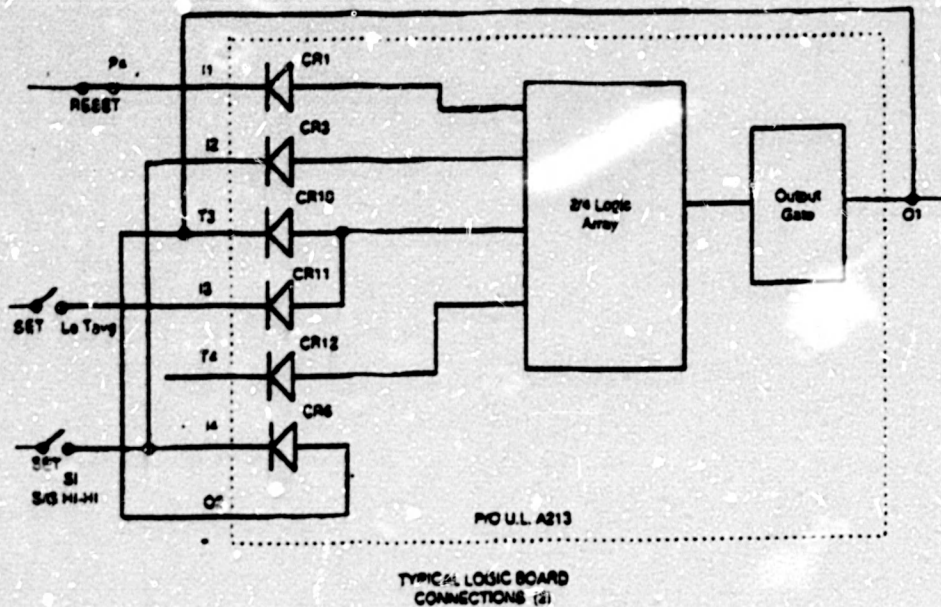 P4
RESET
I1
CR1
I2
CR3
T3
CR10
I3
CR11
SET Lo Tavg
T4
CR12
I4
CR6
SET
SI
S/G HI-HI
2/4 Logic
Array
Output
Gate
O1
P/O U.L. A213
TYPICAL LOGIC BOARD
CONNECTIONS